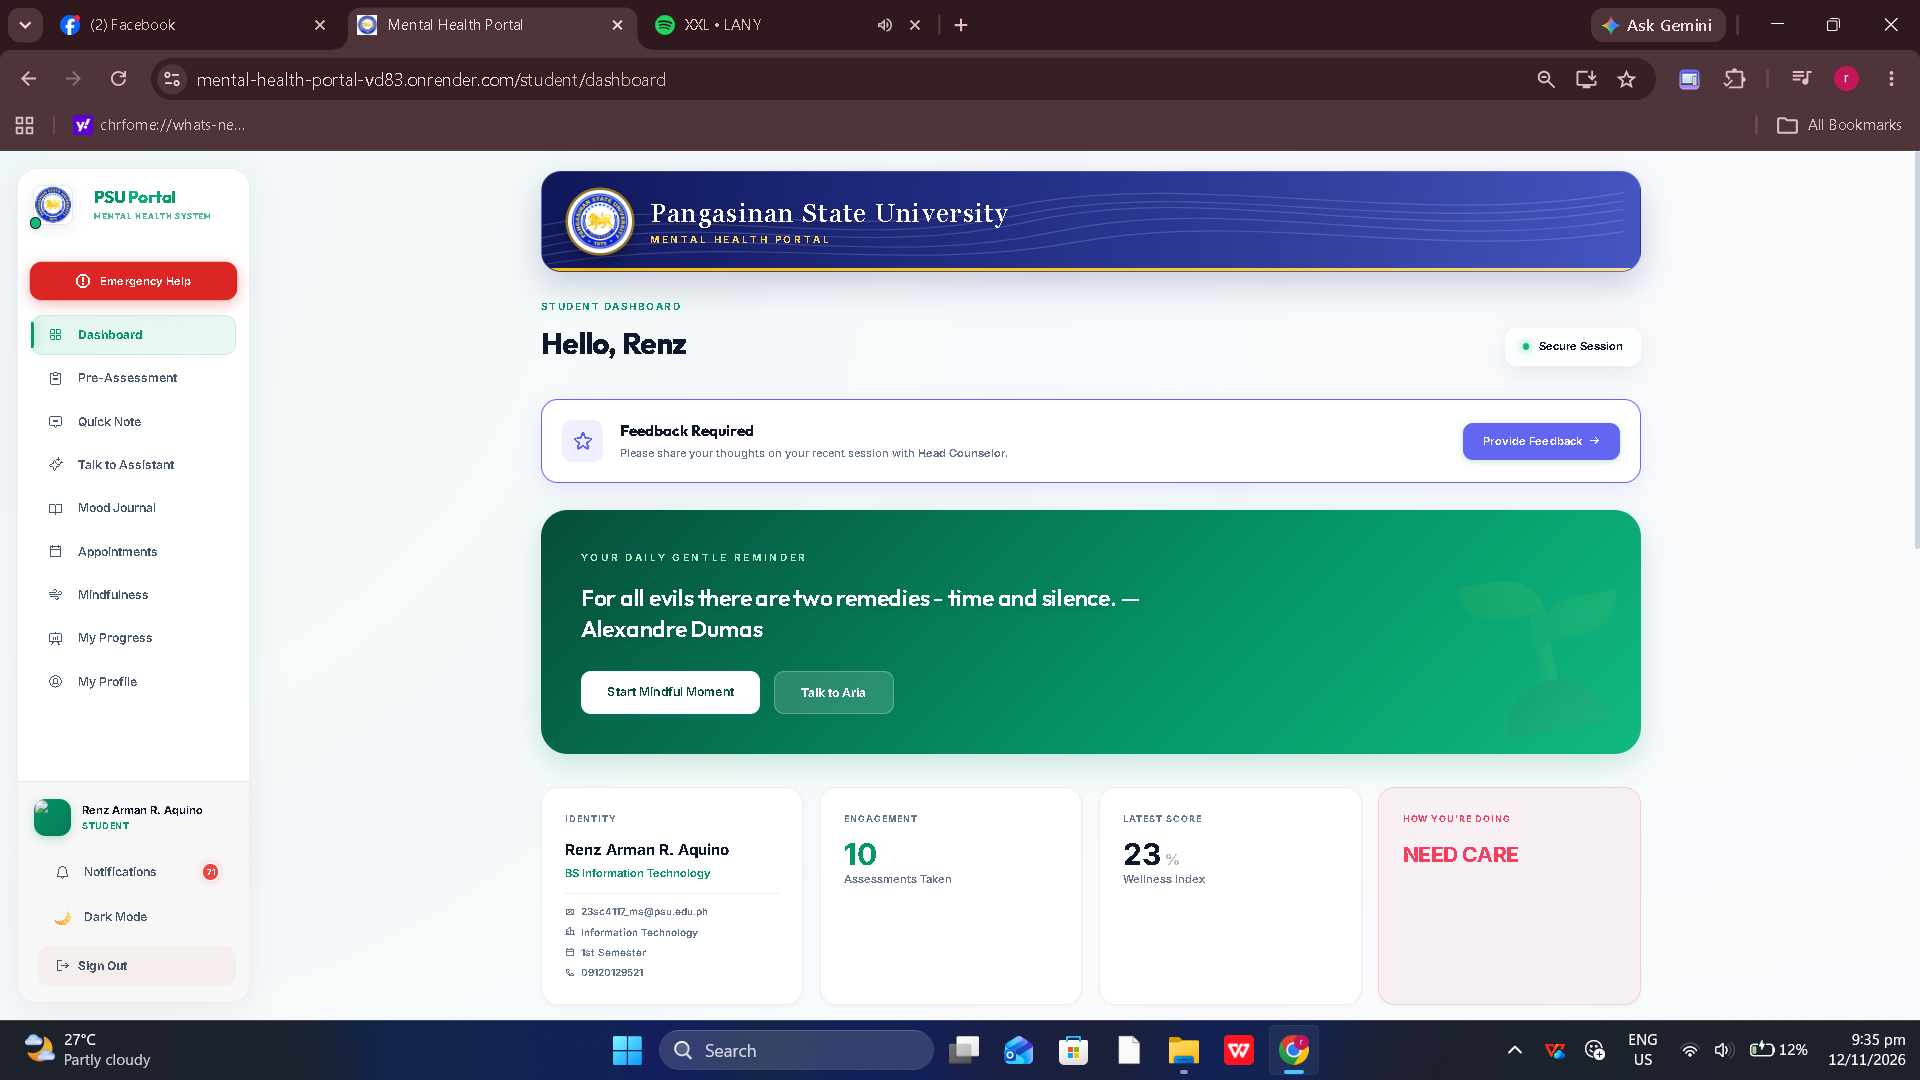 (2) Facebook
Mental Health Portal
XXL • LANY
Ask Gemini
mental-health-portal-vd83.onrender.com/student/dashboard
r
y!
chrfome://whats-ne...
All Bookmarks
PSU Portal
MENTAL HEALTH SYSTEM
Emergency Help
Dashboard
Pre-Assessment
Quick Note
Talk to Assistant
Mood Journal
Appointments
Mindfulness
My Progress
My Profile
Renz Arman R. Aquino
STUDENT
Notifications
71
Dark Mode
Sign Out
Pangasinan State University
MENTAL HEALTH PORTAL
STUDENT DASHBOARD
Hello, Renz
Secure Session
Feedback Required
Please share your thoughts on your recent session with Head Counselor.
Provide Feedback →
YOUR DAILY GENTLE REMINDER
For all evils there are two remedies - time and silence. —
Alexandre Dumas
Start Mindful Moment
Talk to Aria
IDENTITY
Renz Arman R. Aquino
BS Information Technology
23sc4117_ms@psu.edu.ph
Information Technology
1st Semester
09120129521
ENGAGEMENT
10
Assessments Taken
LATEST SCORE
23 %
Wellness Index
HOW YOU'RE DOING
NEED CARE
27°C
Partly cloudy
Search
ENG
US
12%
9:35 pm
12/11/2026